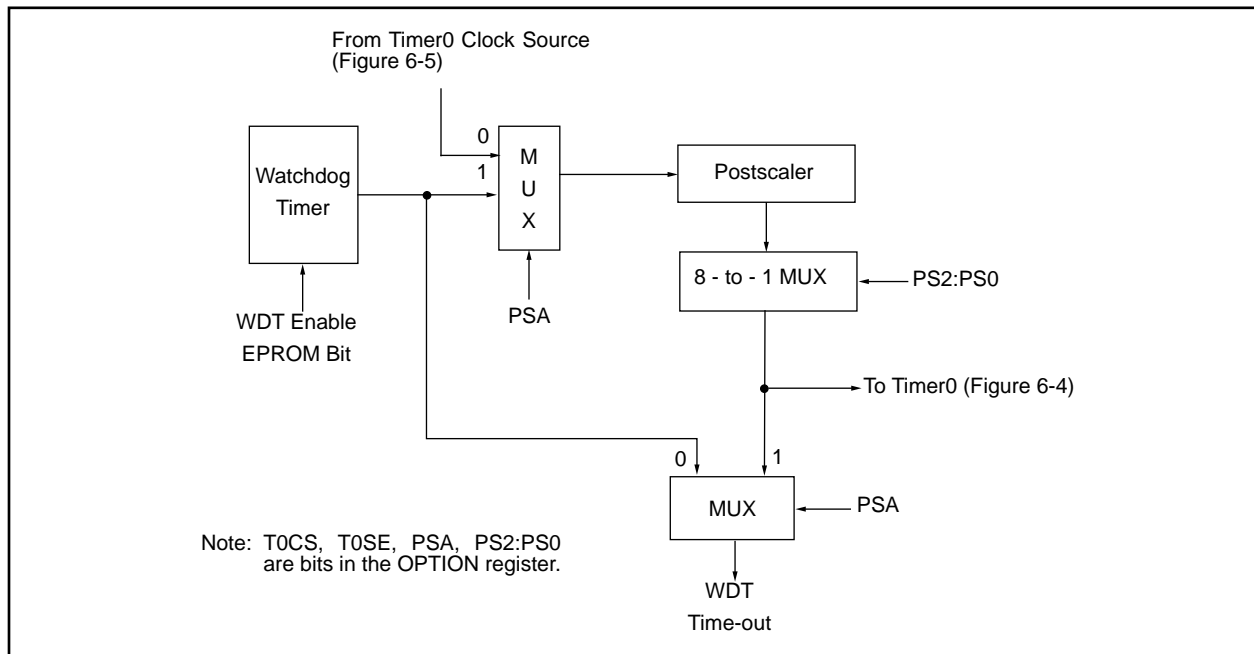 From Timer0 Clock Source
(Figure 6-5)
0
1
M
U
X
Watchdog
Timer
Postscaler
8 - to - 1 MUX
PS2:PS0
PSA
WDT Enable
EPROM Bit
To Timer0 (Figure 6-4)
0
1
MUX
PSA
Note: T0CS, T0SE, PSA, PS2:PS0
are bits in the OPTION register.
WDT
Time-out